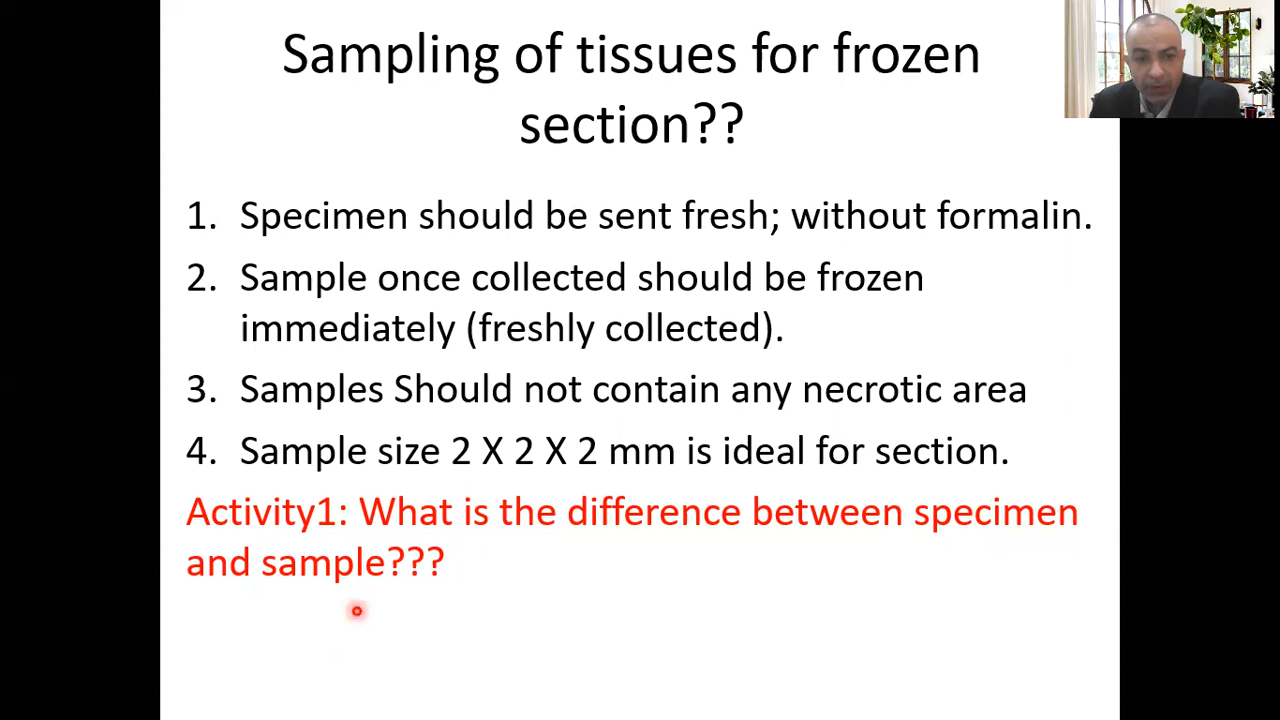 Sampling of tissues for frozen
section??
1. Specimen should be sent fresh; without formalin.
2. Sample once collected should be frozen
immediately (freshly collected).
3. Samples Should not contain any necrotic area
4. Sample size 2 X 2 X 2 mm is ideal for section.
Activity1: What is the difference between specimen
and sample???